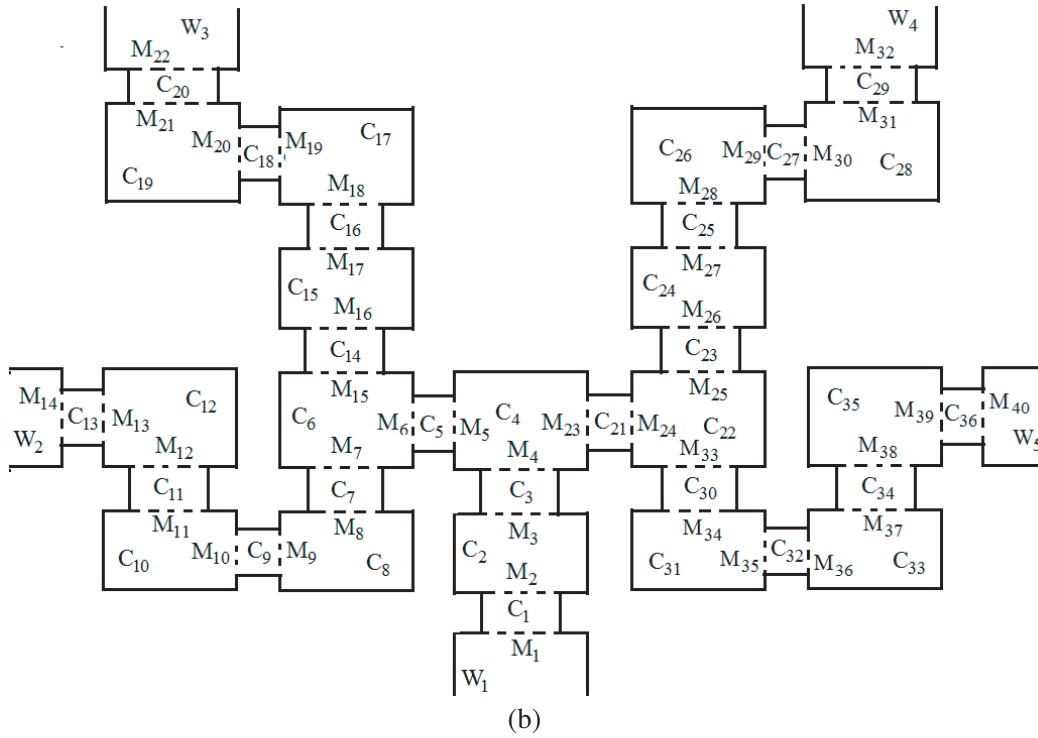 W₃ W₄
M₂₂ M₃₂
C₂₀ C₂₉
M₂₁ M₃₁
M₂₀ C₁₈ M₁₉ C₁₇ C₂₆ M₂₉ C₂₇ M₃₀ C₂₈
C₁₉ M₁₈ M₂₈
C₁₆ C₂₅
M₁₇ M₂₇
C₁₅ C₂₄
M₁₆ M₂₆
C₁₄ C₂₃
M₁₄ C₁₃ M₁₃ C₁₂ M₁₅ M₂₅ C₃₅ M₃₉ C₃₆ M₄₀
C₆ M₆ C₅ M₅ C₄ M₂₃ C₂₁ M₂₄ C₂₂
W₂ M₁₂ M₇ M₄ M₃₃ M₃₈ W₅
C₁₁ C₇ C₃ C₃₀ C₃₄
M₁₁ M₈ M₃ M₃₄ M₃₇
C₁₀ M₁₀ C₉ M₉ C₈ C₂ C₃₁ M₃₅ C₃₂ M₃₆ C₃₃
M₂
C₁
M₁
W₁
(b)